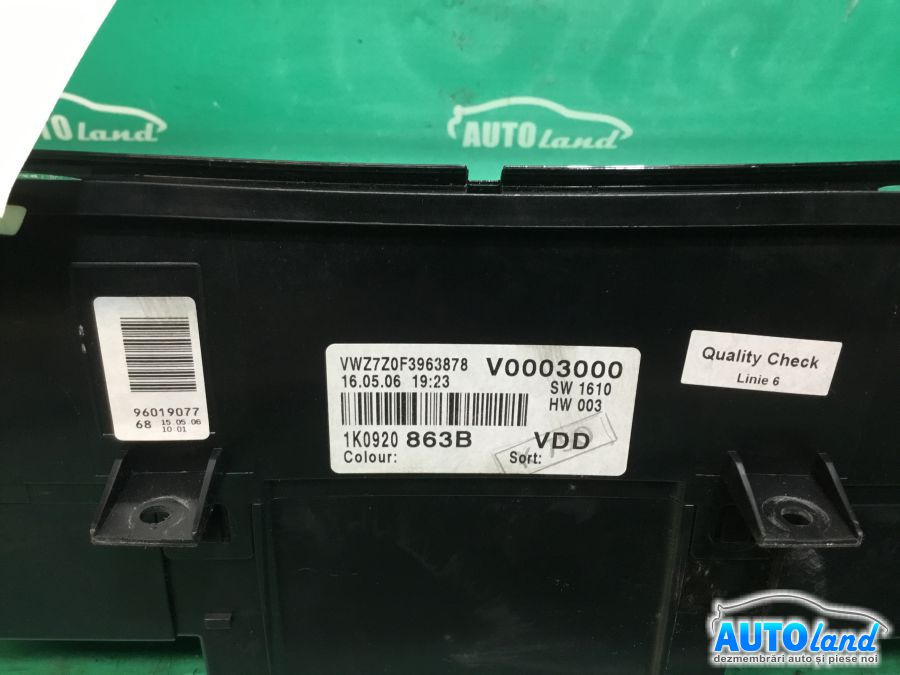 AUTOland
AUTOland
96019077
68 15.05.06
10:01
VWZ7Z0F3963878 V0003000
16.05.06 19:23 SW 1610
HW 003
1K0920 863B VDD
Colour: Sort:
Quality Check
Linie 6
AUTOland
dezmembrări auto și piese noi